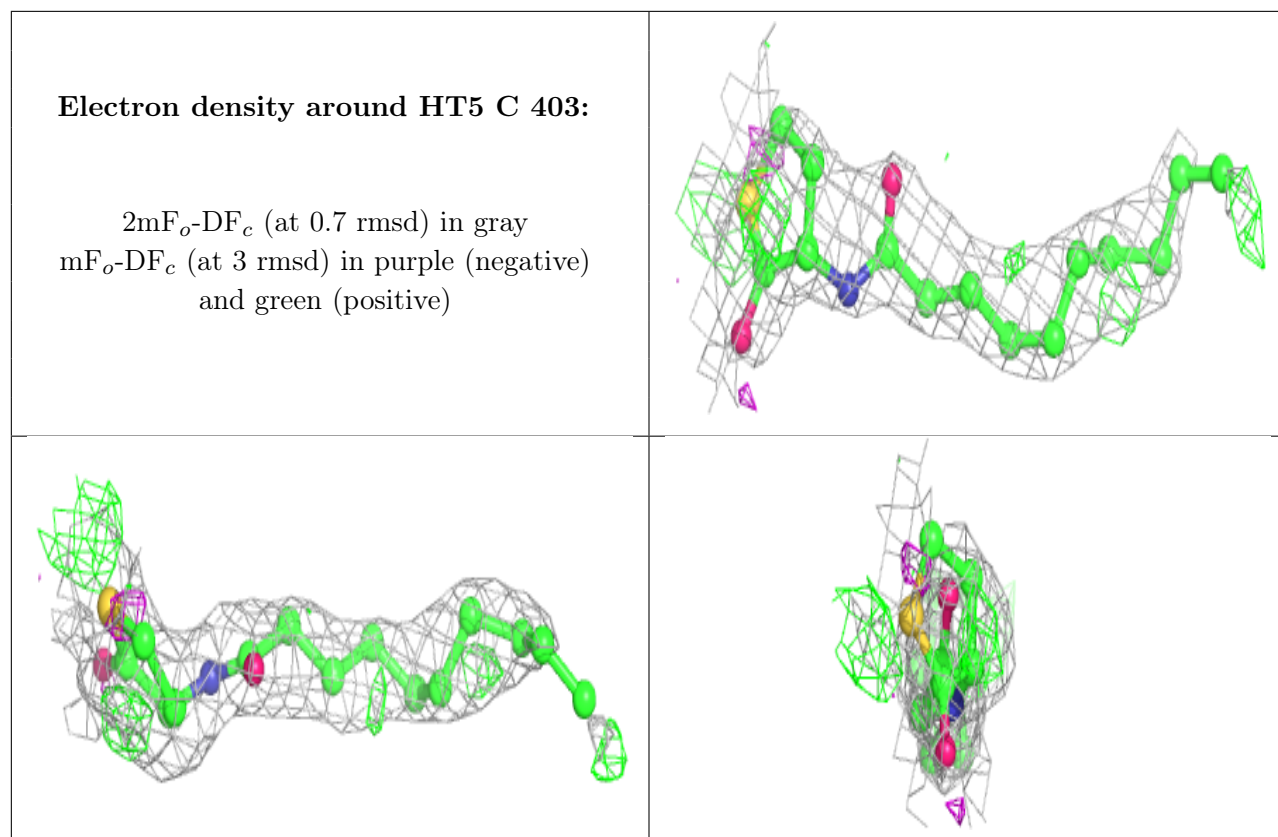 Electron density around HT5 C 403:
2mFₒ-DF𝒸 (at 0.7 rmsd) in gray
mFₒ-DF𝒸 (at 3 rmsd) in purple (negative)
and green (positive)